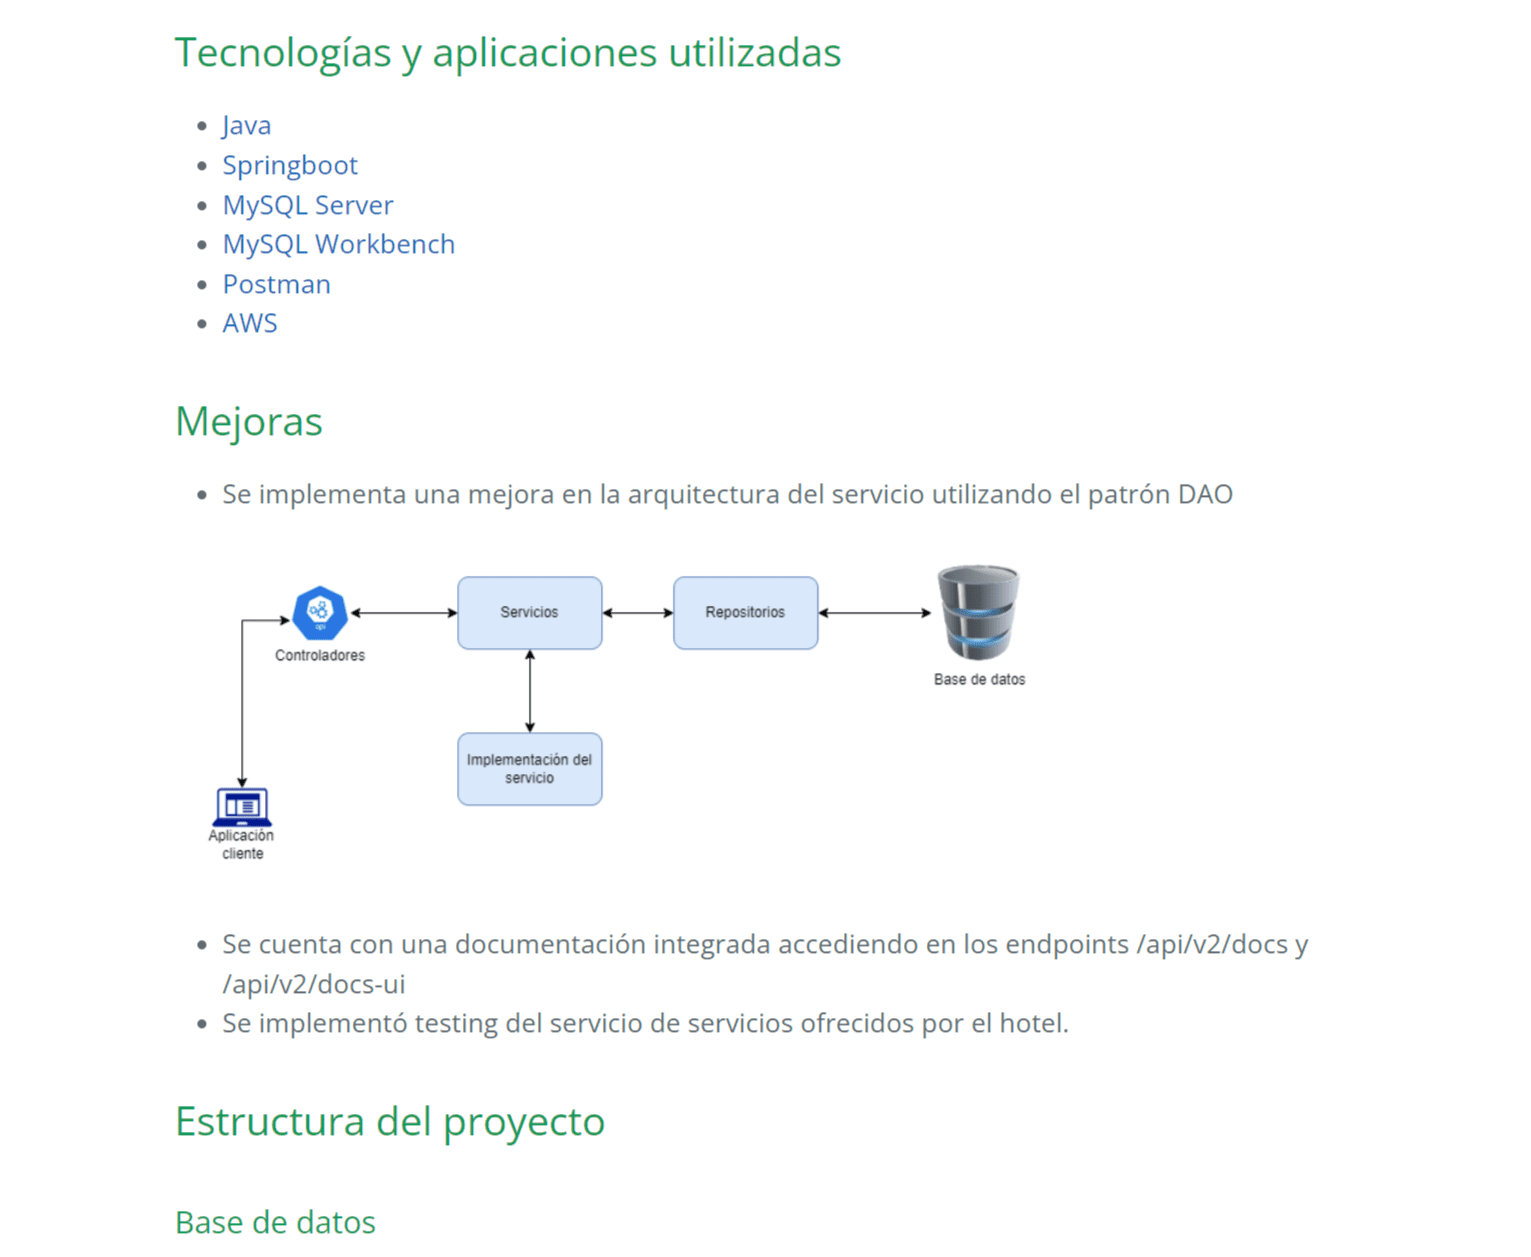 Tecnologías y aplicaciones utilizadas
Java
Springboot
MySQL Server
MySQL Workbench
Postman
AWS
Mejoras
Se implementa una mejora en la arquitectura del servicio utilizando el patrón DAO
api
Controladores
Servicios
Repositorios
Base de datos
Implementación del
servicio
Aplicación
cliente
Se cuenta con una documentación integrada accediendo en los endpoints /api/v2/docs y
/api/v2/docs-ui
Se implementó testing del servicio de servicios ofrecidos por el hotel.
Estructura del proyecto
Base de datos